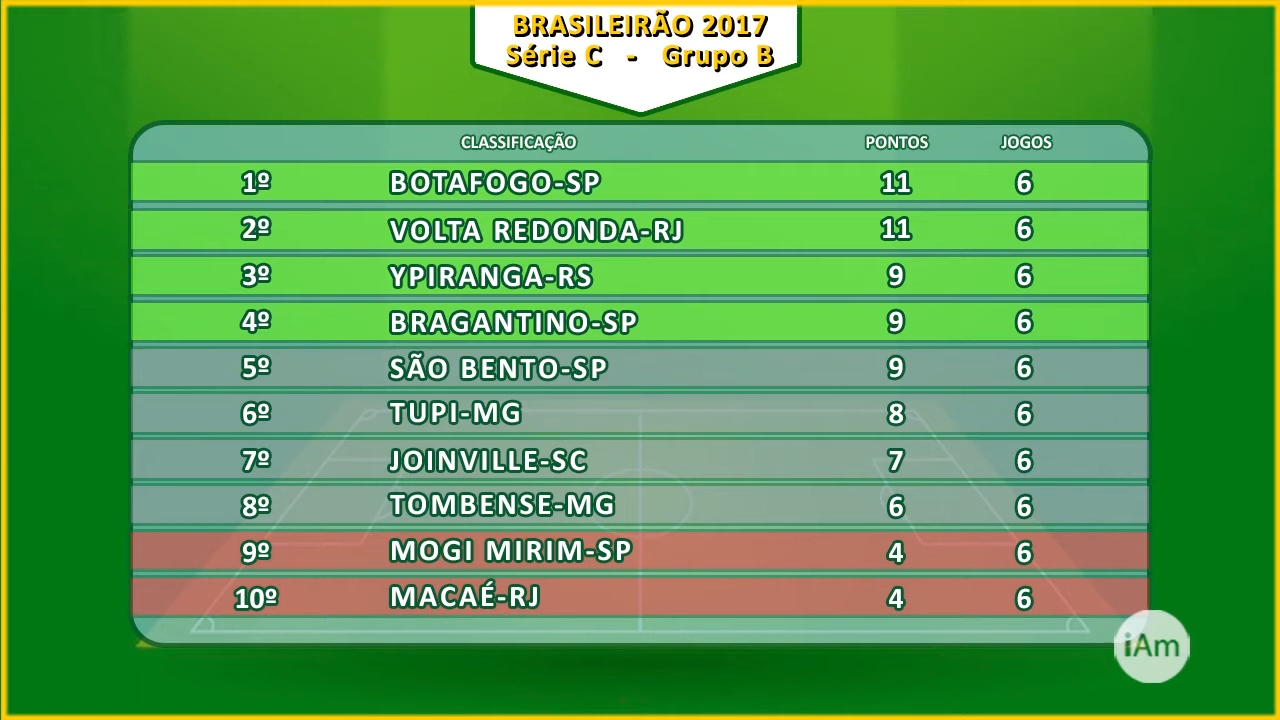 BRASILEIRÃO 2017
Série C - Grupo B
CLASSIFICAÇÃO PONTOS JOGOS
1º BOTAFOGO-SP 11 6
2º VOLTA REDONDA-RJ 11 6
3º YPIRANGA-RS 9 6
4º BRAGANTINO-SP 9 6
5º SÃO BENTO-SP 9 6
6º TUPI-MG 8 6
7º JOINVILLE-SC 7 6
8º TOMBENSE-MG 6 6
9º MOGI MIRIM-SP 4 6
10º MACAÉ-RJ 4 6
iAm